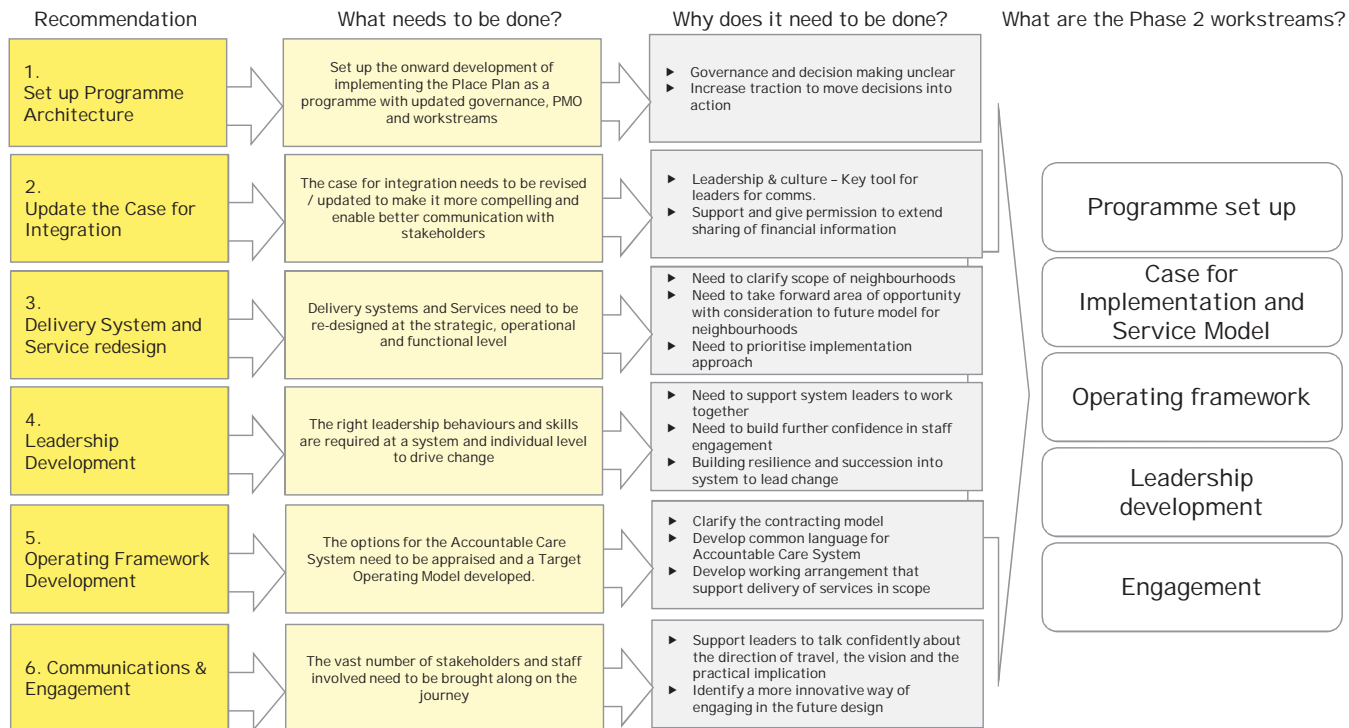 Recommendation
What needs to be done?
Why does it need to be done?
What are the Phase 2 workstreams?
1.
Set up Programme
Architecture
Set up the onward development of
implementing the Place Plan as a
programme with updated governance, PMO
and workstreams
► Governance and decision making unclear
► Increase traction to move decisions into
action
2.
Update the Case for
Integration
The case for integration needs to be revised
/ updated to make it more compelling and
enable better communication with
stakeholders
► Leadership & culture – Key tool for
leaders for comms.
► Support and give permission to extend
sharing of financial information
3.
Delivery System and
Service redesign
Delivery systems and Services need to be
re-designed at the strategic, operational
and functional level
► Need to clarify scope of neighbourhoods
► Need to take forward area of opportunity
with consideration to future model for
neighbourhoods
► Need to prioritise implementation
approach
4.
Leadership
Development
The right leadership behaviours and skills
are required at a system and individual level
to drive change
► Need to support system leaders to work
together
► Need to build further confidence in staff
engagement
► Building resilience and succession into
system to lead change
5.
Operating Framework
Development
The options for the Accountable Care
System need to be appraised and a Target
Operating Model developed.
► Clarify the contracting model
► Develop common language for
Accountable Care System
► Develop working arrangement that
support delivery of services in scope
6. Communications &
Engagement
The vast number of stakeholders and staff
involved need to be brought along on the
journey
► Support leaders to talk confidently about
the direction of travel, the vision and the
practical implication
► Identify a more innovative way of
engaging in the future design
Programme set up
Case for
Implementation and
Service Model
Operating framework
Leadership
development
Engagement